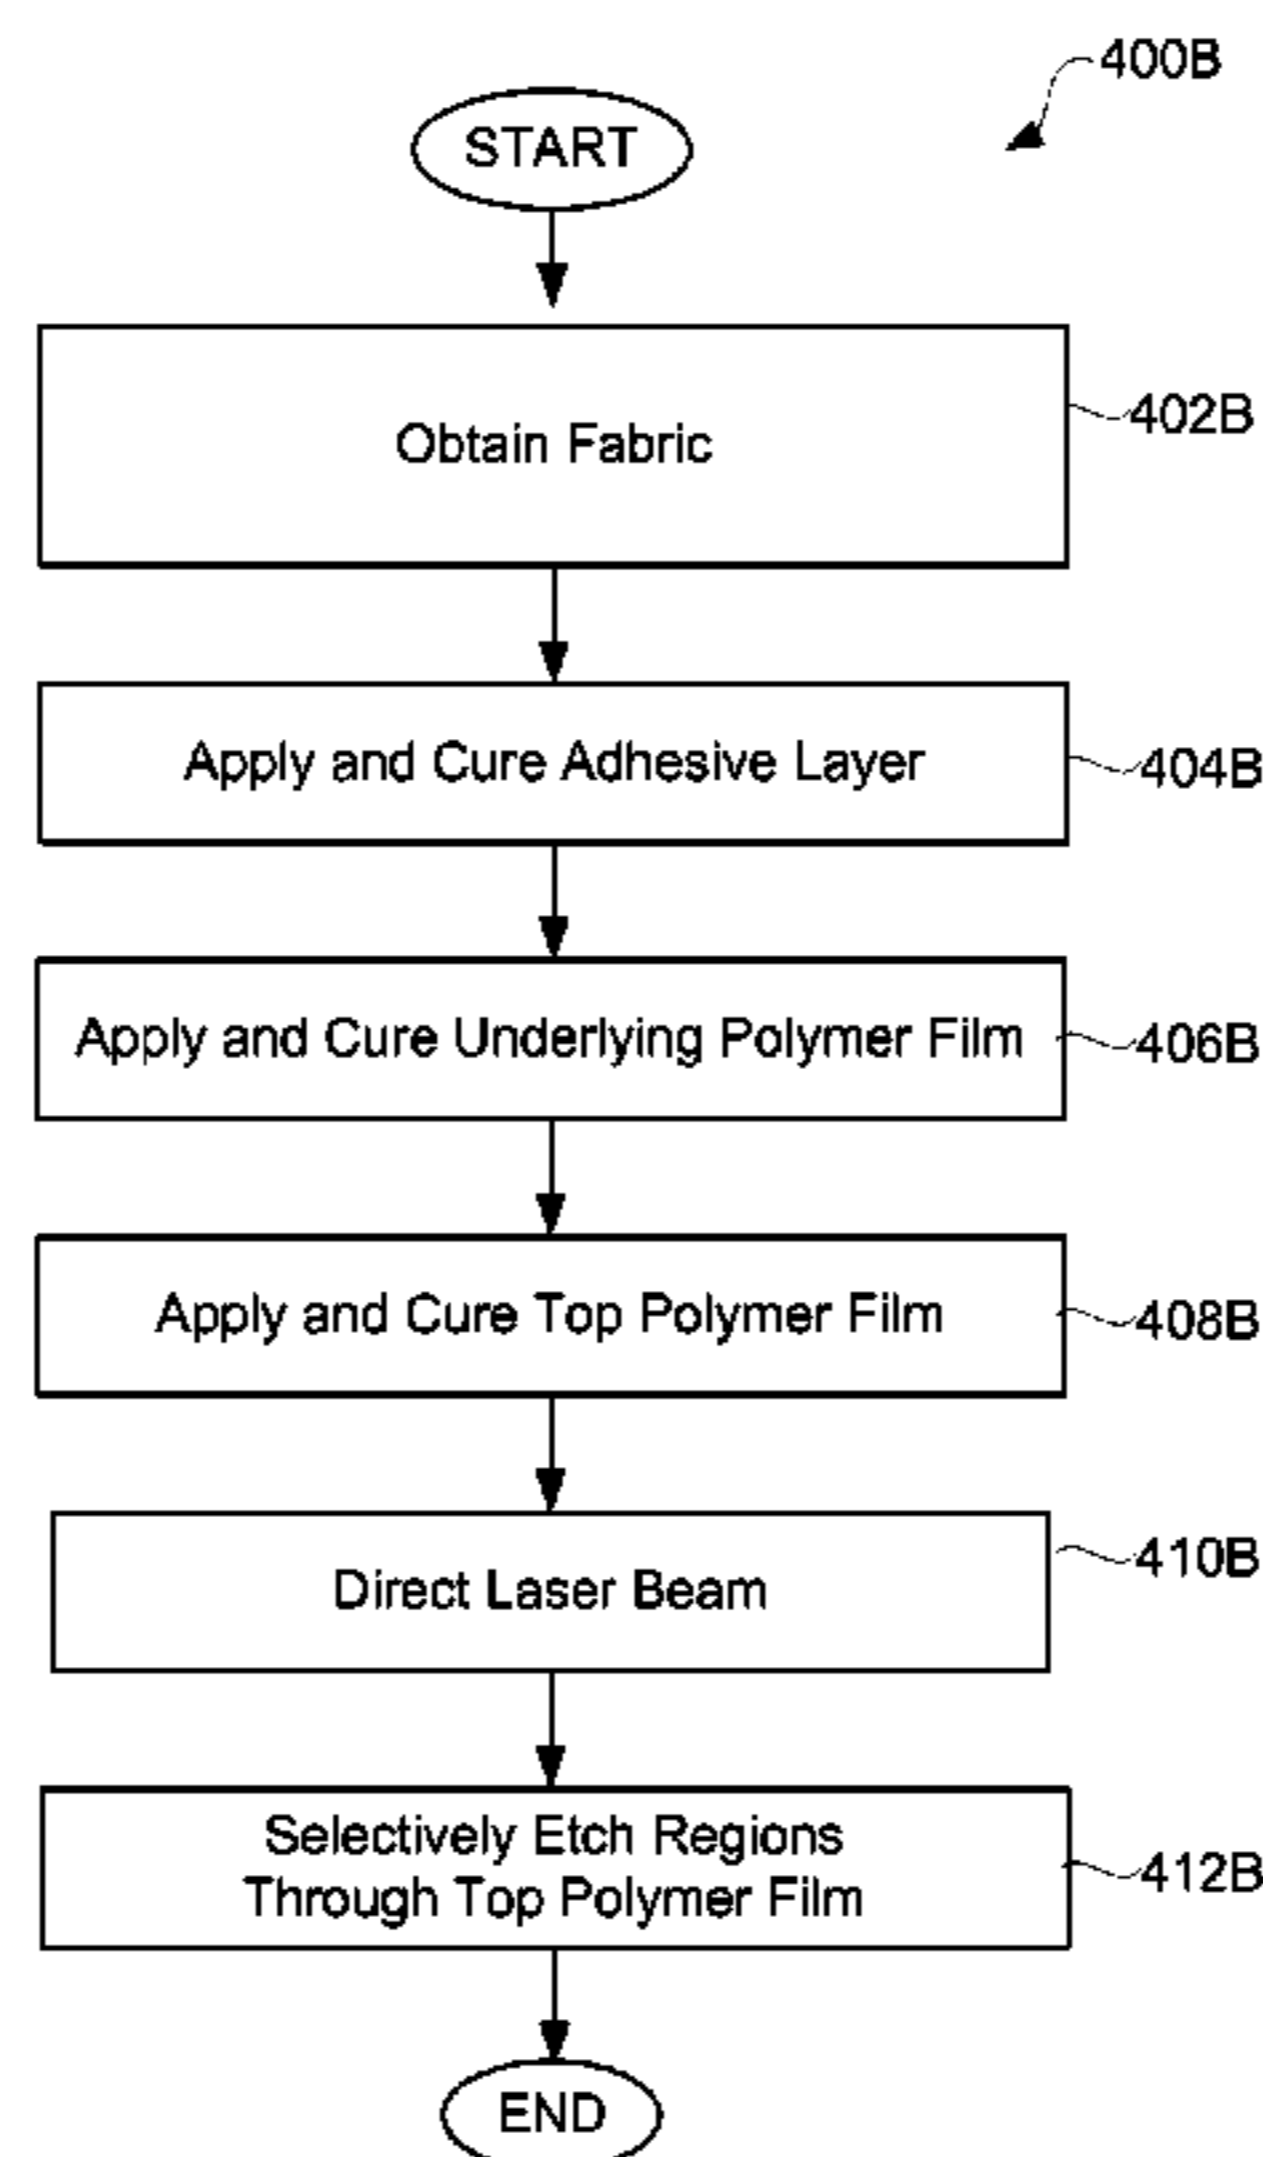 400B
START
Obtain Fabric
402B
Apply and Cure Adhesive Layer
404B
Apply and Cure Underlying Polymer Film
406B
Apply and Cure Top Polymer Film
408B
Direct Laser Beam
410B
Selectively Etch Regions
Through Top Polymer Film
412B
END